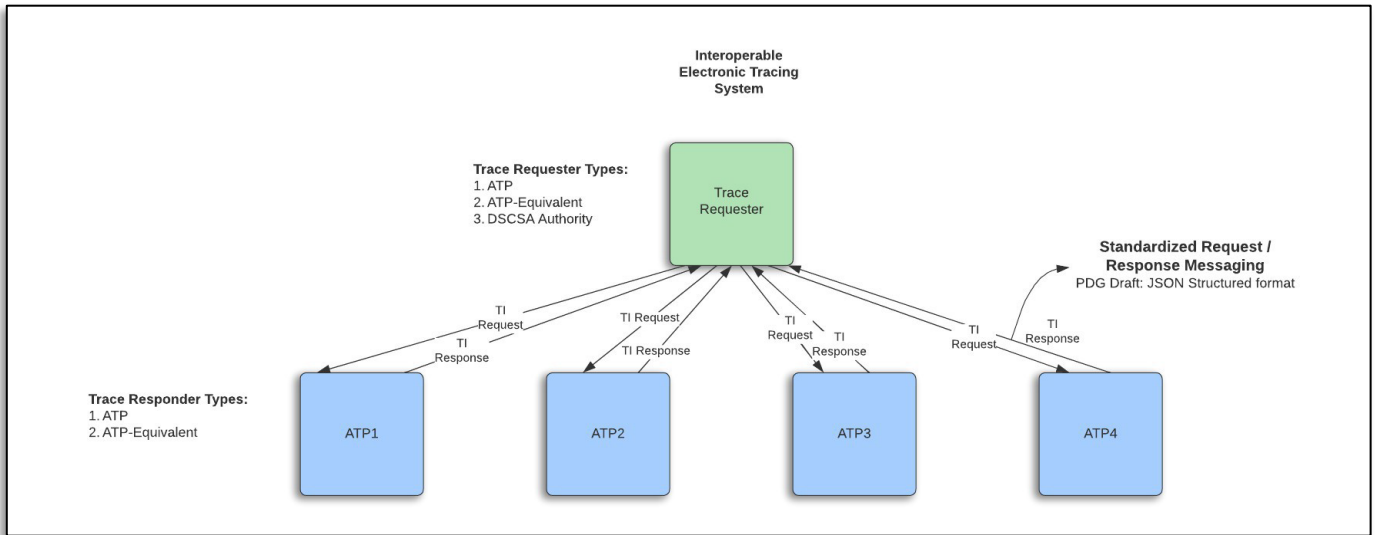 Interoperable
Electronic Tracing
System
Trace Requester Types:
1. ATP
2. ATP-Equivalent
3. DSCSA Authority
Trace
Requester
Standardized Request /
Response Messaging
PDG Draft: JSON Structured format
TI
Request
TI
Response
TI Request
TI Response
TI
Request
TI
Response
TI
Request
TI
Response
Trace Responder Types:
1. ATP
2. ATP-Equivalent
ATP1
ATP2
ATP3
ATP4